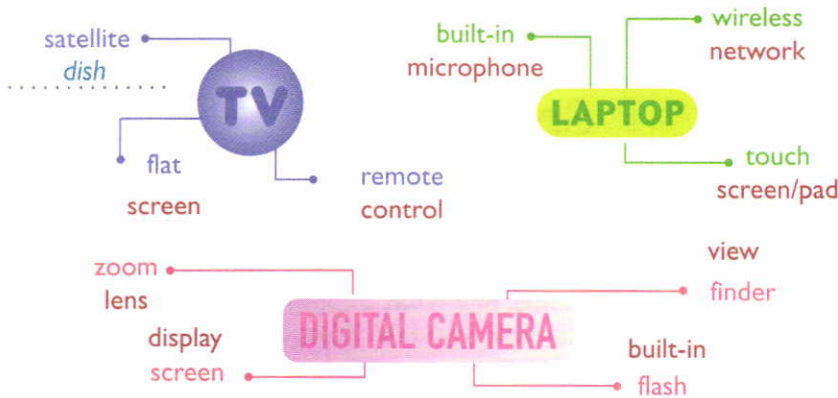 satellite
dish
TV
flat
screen
remote
control
built-in
microphone
wireless
network
LAPTOP
touch
screen/pad
zoom
lens
display
screen
DIGITAL CAMERA
view
finder
built-in
flash